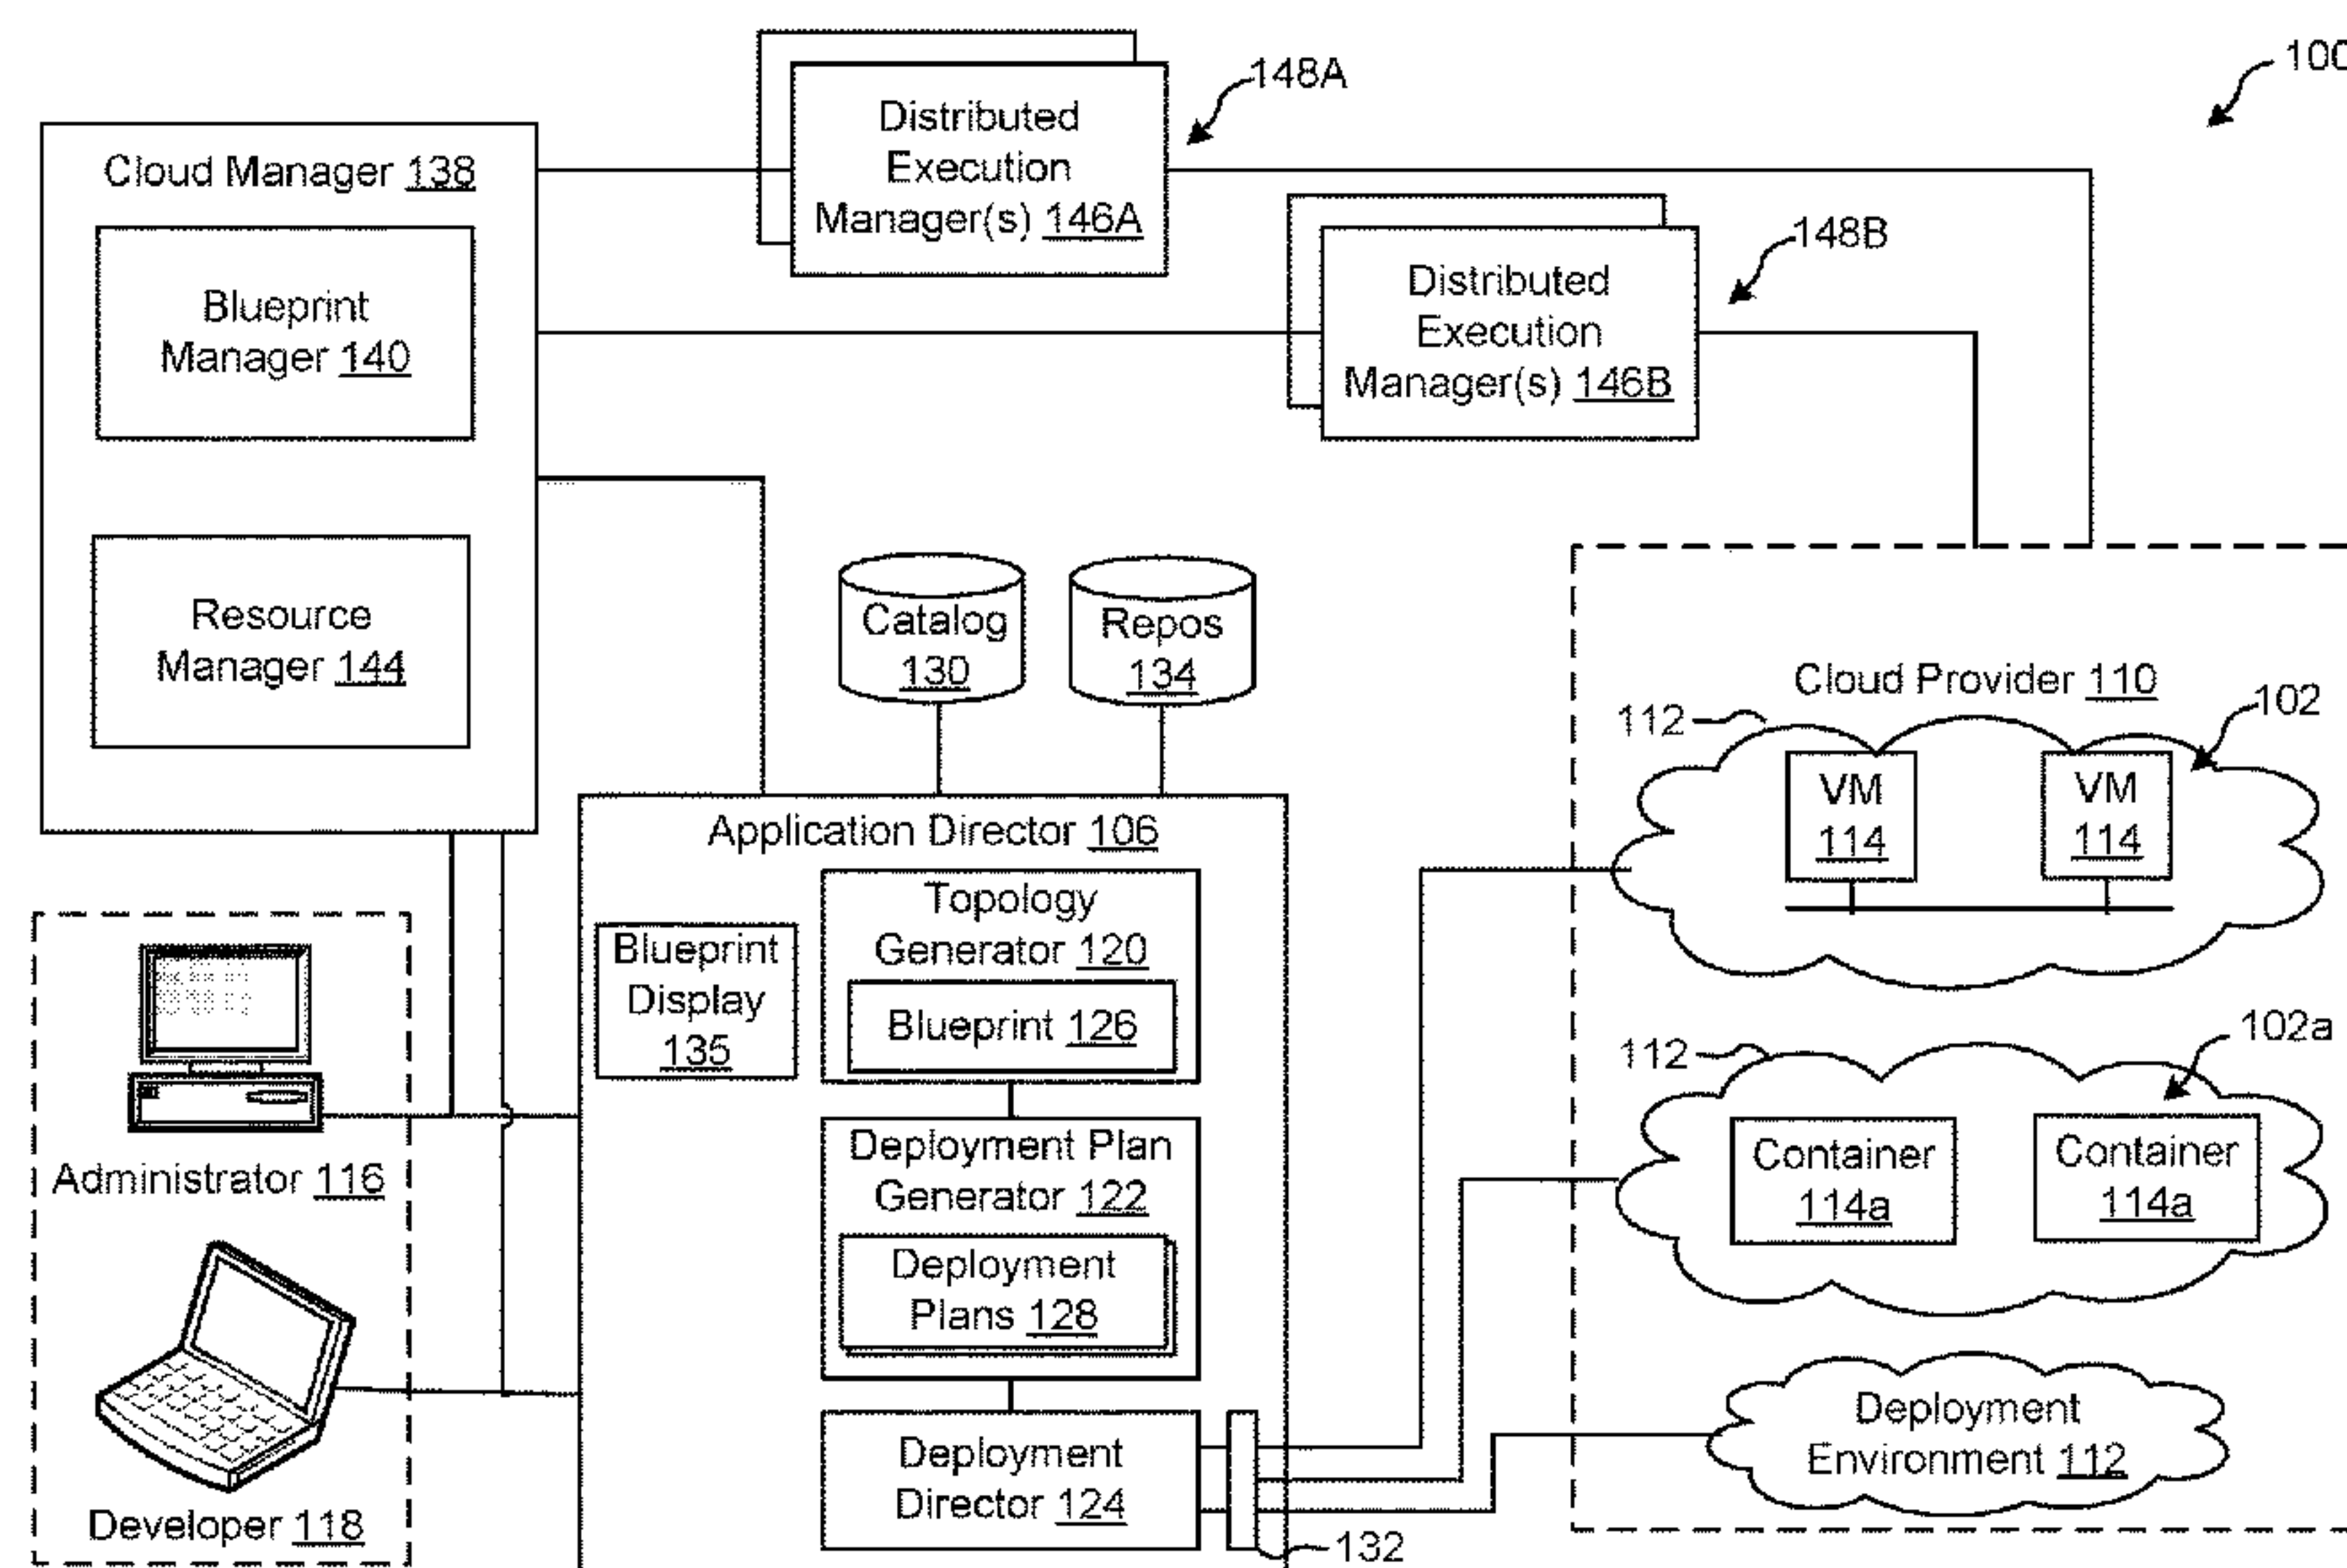 100
148A
Distributed
Execution
Manager(s) 146A
Cloud Manager 138
148B
Distributed
Execution
Manager(s) 146B
Blueprint
Manager 140
Resource
Manager 144
Catalog
130
Repos
134
Cloud Provider 110
112
102
VM
114
VM
114
Application Director 106
Topology
Generator 120
Blueprint 126
Blueprint
Display
135
112
102a
Container
114a
Container
114a
Deployment Plan
Generator 122
Deployment
Plans 128
Administrator 116
Developer 118
Deployment
Director 124
132
Deployment
Environment 112